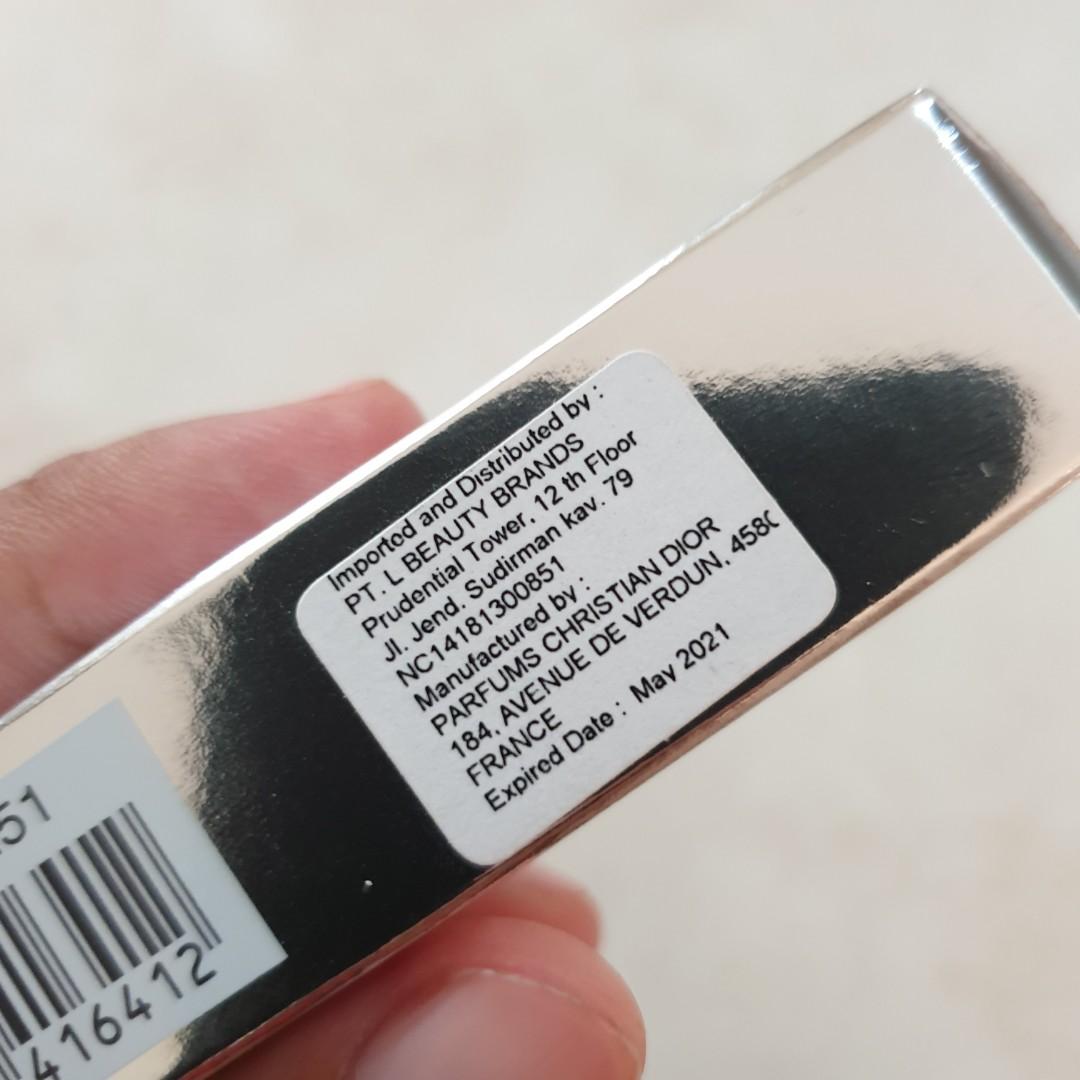 Imported and Distributed by :
PT. L BEAUTY BRANDS
Prudential Tower, 12 th Floor
Jl. Jend. Sudirman kav. 79
NC14181300851
Manufactured by :
PARFUMS CHRISTIAN DIOR
184, AVENUE DE VERDUN, 4580
FRANCE
Expired Date : May 2021
51
416412